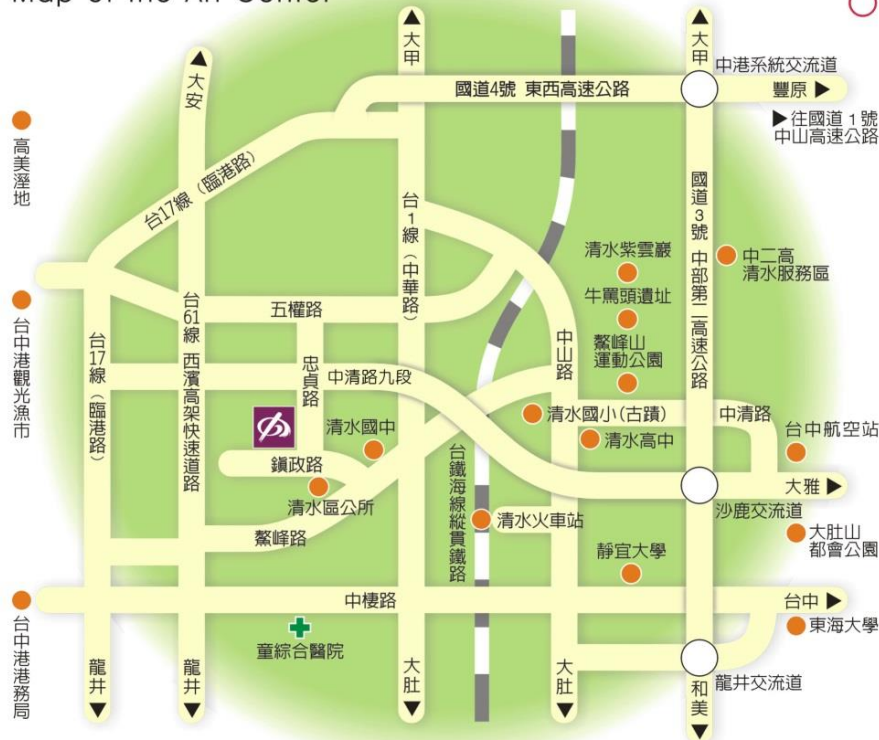 Map of the Art Center
大甲
大甲
大安
中港系統交流道
國道4號 東西高速公路
豐原 ▶
▶往國道 1 號
中山高速公路
高美溼地
台17線 (臨港路)
台1線 (中華路)
國道3號 中部第二高速公路
清水紫雲巖
中二高
清水服務區
牛罵頭遺址
台中港觀光漁市
台17線 (臨港路)
台61線 西濱高架快速道路
五權路
忠貞路
中清路九段
中山路
鰲峰山
運動公園
清水國小(古蹟)
中清路
清水國中
清水高中
台中航空站
鎮政路
台鐵海線縱貫鐵路
大雅 ▶
清水區公所
沙鹿交流道
清水火車站
大肚山
都會公園
鰲峰路
靜宜大學
中棲路
台中 ▶
台中港港務局
童綜合醫院
東海大學
龍井
龍井
大肚
大肚
和美
龍井交流道